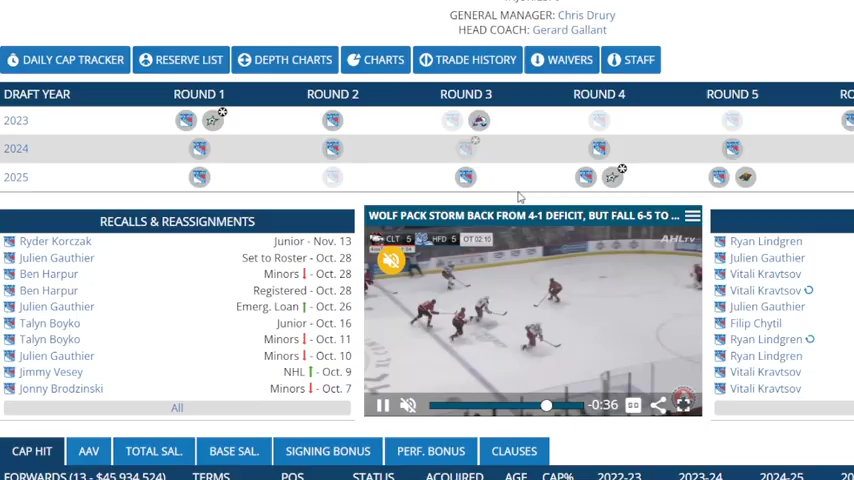 GENERAL MANAGER: Chris Drury
HEAD COACH: Gerard Gallant
DAILY CAP TRACKER RESERVE LIST DEPTH CHARTS CHARTS TRADE HISTORY WAIVERS STAFF
DRAFT YEAR ROUND 1 ROUND 2 ROUND 3 ROUND 4 ROUND 5 RO
2023
2024
2025
RECALLS & REASSIGNMENTS
Ryder Korczak Junior - Nov. 13
Julien Gauthier Set to Roster - Oct. 28
Ben Harpur Minors - Oct. 28
Ben Harpur Registered - Oct. 28
Julien Gauthier Emerg. Loan - Oct. 26
Talyn Boyko Junior - Oct. 16
Talyn Boyko Minors - Oct. 11
Julien Gauthier Minors - Oct. 10
Jimmy Vesey NHL - Oct. 9
Jonny Brodzinski Minors - Oct. 7
All
WOLF PACK STORM BACK FROM 4-1 DEFICIT, BUT FALL 6-5 TO ...
CLT 5 HFD 5 OT 02:10
AHLTV
-0:36
Ryan Lindgren
Julien Gauthier
Vitali Kravtsov
Vitali Kravtsov
Julien Gauthier
Filip Chytil
Ryan Lindgren
Ryan Lindgren
Vitali Kravtsov
Vitali Kravtsov
CAP HIT AAV TOTAL SAL. BASE SAL. SIGNING BONUS PERF. BONUS CLAUSES
FORWARDS (13 - $45,934,524) TERMS POS STATUS ACQUIRED AGE CAP% 2022-23 2023-24 2024-25 20